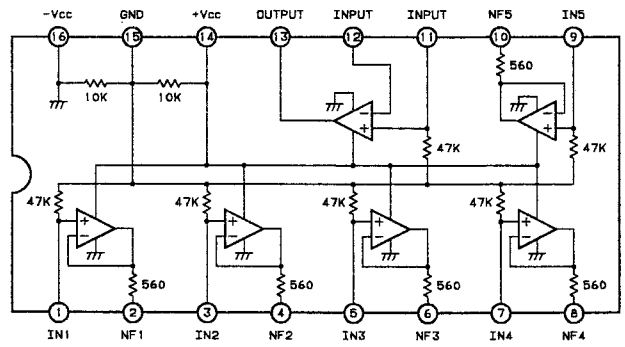 -Vcc GND +Vcc OUTPUT INPUT INPUT NF5 IN5
16 15 14 13 12 11 10 9
560
10K 10K
- +
- +
47K 47K
47K 47K 47K 47K
+ - + - + - + -
560 560 560 560
1 2 3 4 5 6 7 8
IN1 NF1 IN2 NF2 IN3 NF3 IN4 NF4